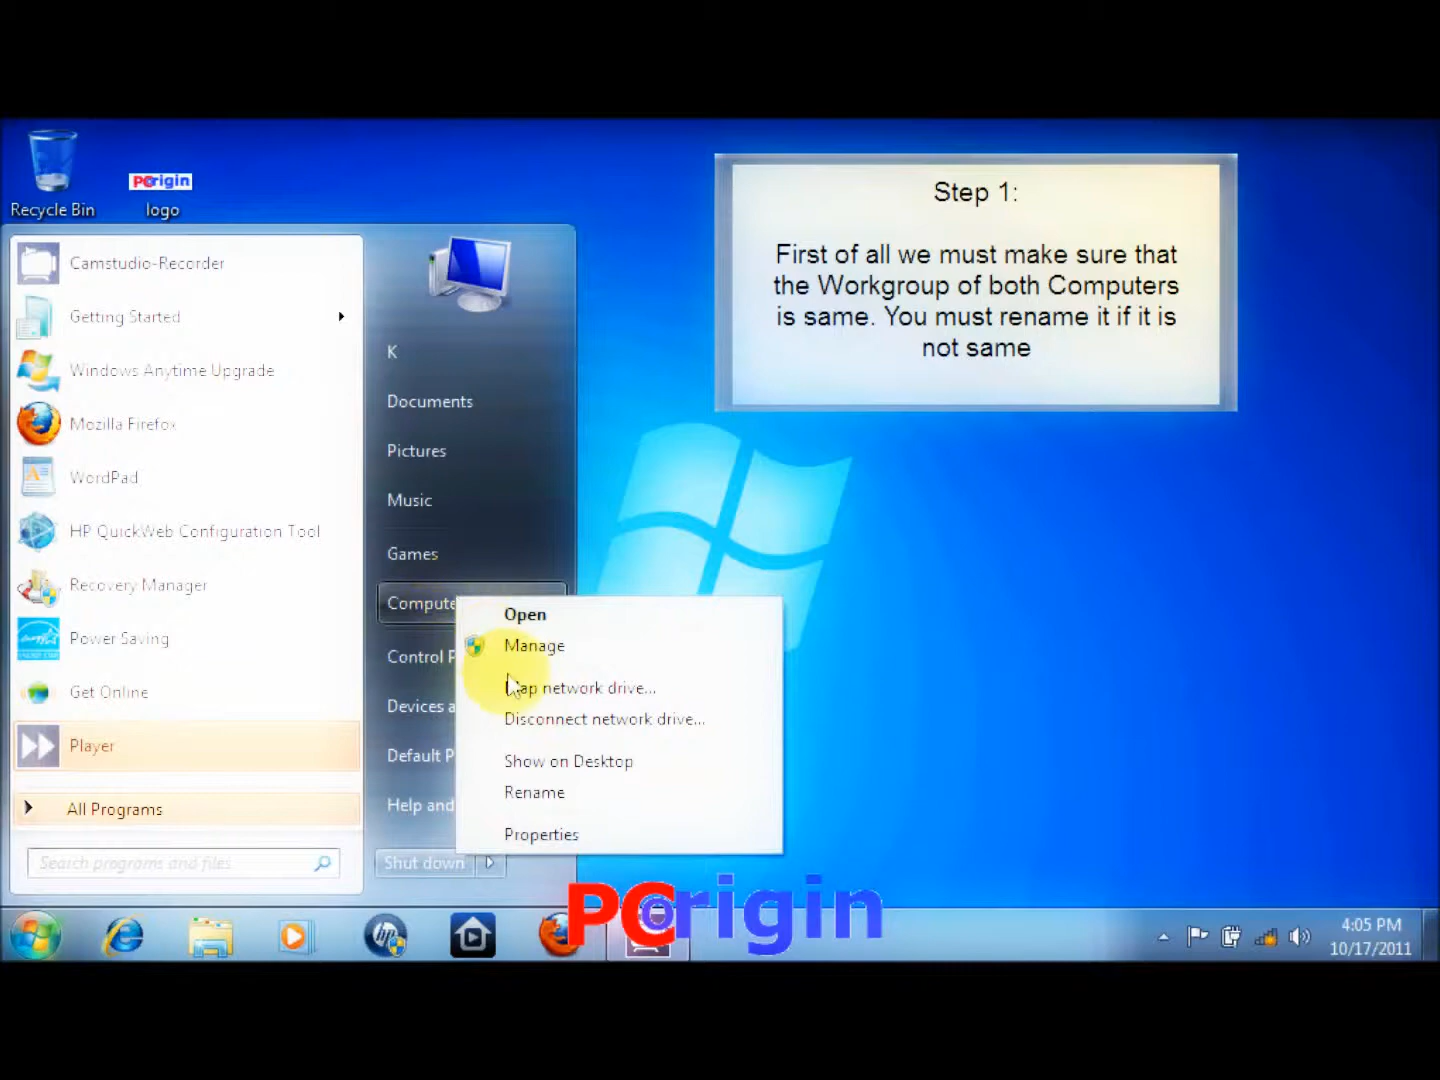 Recycle Bin
PCrigin
logo
Step 1:
First of all we must make sure that
the Workgroup of both Computers
is same. You must rename it if it is
not same
Camstudio-Recorder
Getting Started
Windows Anytime Upgrade
Mozilla Firefox
WordPad
HP QuickWeb Configuration Tool
Recovery Manager
Power Saving
Get Online
Player
All Programs
Search programs and files
K
Documents
Pictures
Music
Games
Compute
Control P
Devices a
Default P
Help and
Shut down
Open
Manage
Map network drive...
Disconnect network drive...
Show on Desktop
Rename
Properties
PCorigin
4:05 PM
10/17/2011